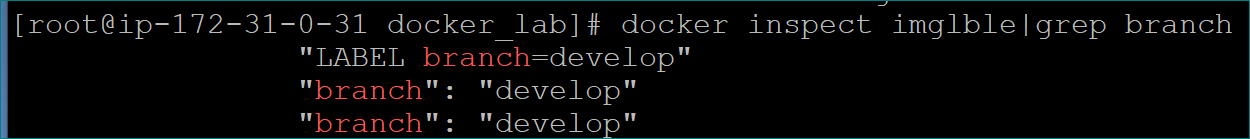 [root@ip-172-31-0-31 docker_lab]# docker inspect imglble|grep branch
"LABEL branch=develop"
"branch": "develop"
"branch": "develop"